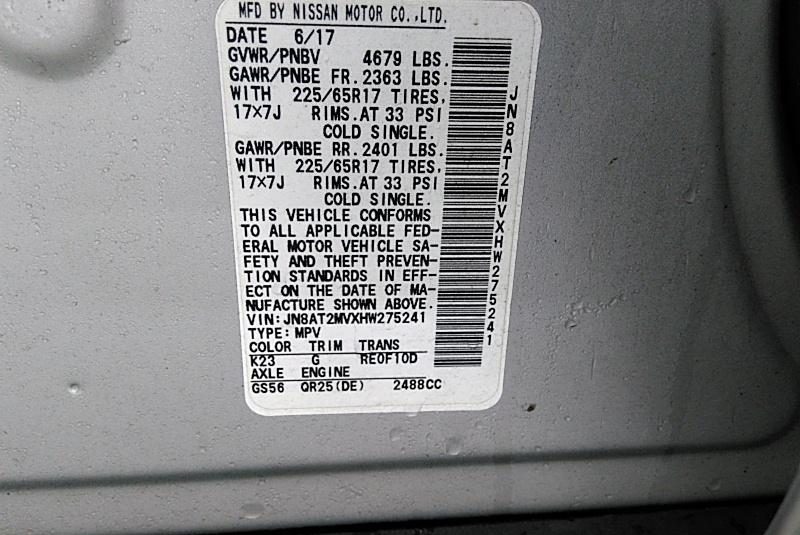 MFD BY NISSAN MOTOR CO.,LTD.
DATE 6/17
GVWR/PNBV 4679 LBS.
GAWR/PNBE FR. 2363 LBS.
WITH 225/65R17 TIRES,
17×7J RIMS.AT 33 PSI
COLD SINGLE.
GAWR/PNBE RR. 2401 LBS.
WITH 225/65R17 TIRES,
17×7J RIMS.AT 33 PSI
COLD SINGLE.
THIS VEHICLE CONFORMS
TO ALL APPLICABLE FED-
ERAL MOTOR VEHICLE SA-
FETY AND THEFT PREVEN-
TION STANDARDS IN EFF-
ECT ON THE DATE OF MA-
NUFACTURE SHOWN ABOVE.
VIN:JN8AT2MVXHW275241
TYPE:MPV
COLOR TRIM TRANS
K23 G RE0F10D
AXLE ENGINE
GS56 QR25(DE) 2488CC
JN8AT2MVXHW275241